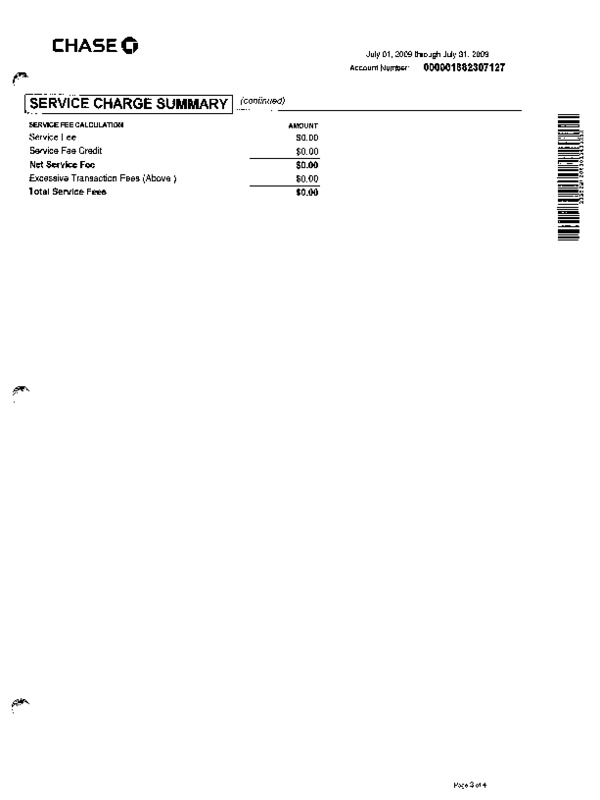 CHASE
July 01, 2009 through July 31, 2009
Account Number: 000001882307127
SERVICE CHARGE SUMMARY (continued)
SERVICE FEE CALCULATION AMOUNT
Service Fee $0.00
Service Fee Credit $0.00
Net Service Fee $0.00
Excessive Transaction Fees (Above ) $0.00
Total Service Fees $0.00
Page 3 of 4